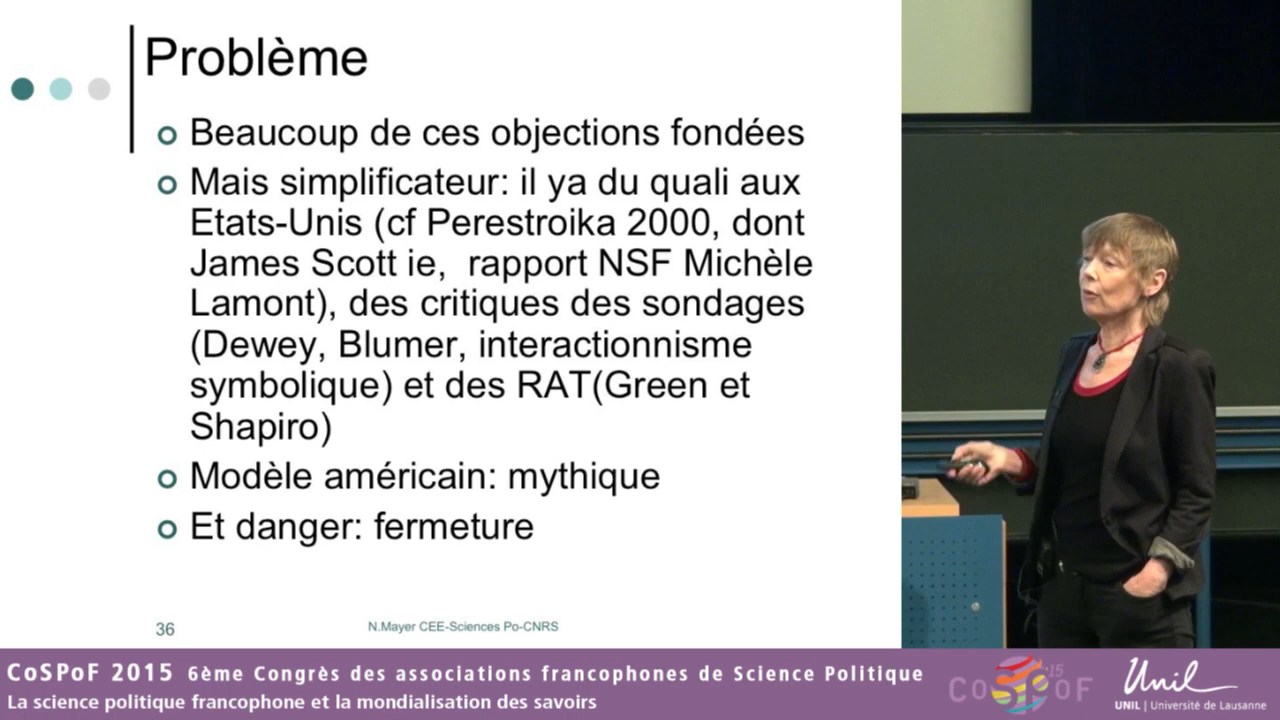 Problème
Beaucoup de ces objections fondées
Mais simplificateur: il ya du quali aux
Etats-Unis (cf Perestroika 2000, dont
James Scott ie,  rapport NSF Michèle
Lamont), des critiques des sondages
(Dewey, Blumer, interactionnisme
symbolique) et des RAT(Green et
Shapiro)
Modèle américain: mythique
Et danger: fermeture
36
N.Mayer CEE-Sciences Po-CNRS
CoSPoF 2015 6ème Congrès des associations francophones de Science Politique
La science politique francophone et la mondialisation des savoirs
CoSPoF '15
Unil
UNIL | Université de Lausanne